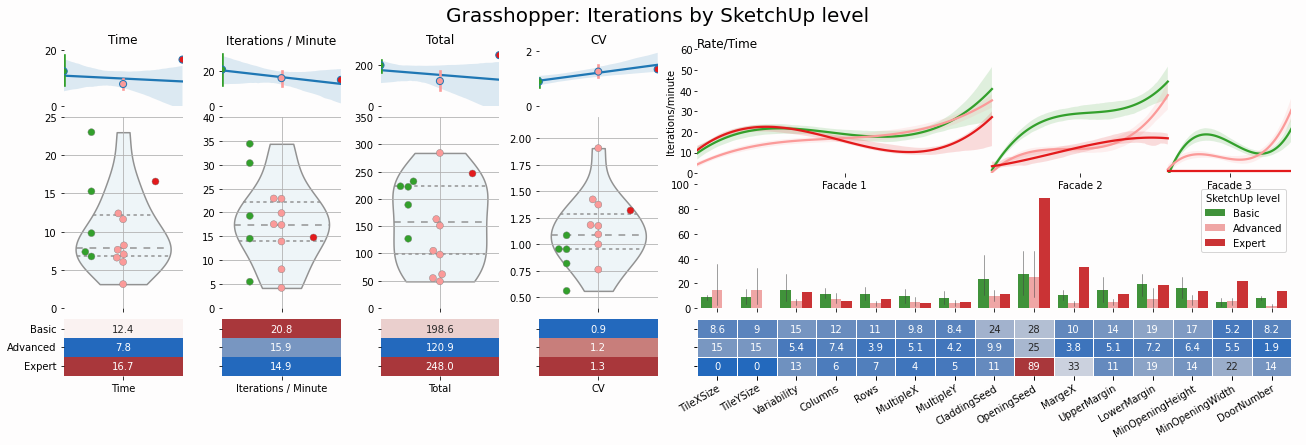 Grasshopper: Iterations by SketchUp level
Time
Iterations / Minute
Total
CV
Rate/Time
20
0
20
0
200
0
2
0
60
50
40
30
20
10
0
Iterations/minute
Facade 1
Facade 2
Facade 3
25
20
15
10
5
0
40
35
30
25
20
15
10
5
0
350
300
250
200
150
100
50
0
2.00
1.75
1.50
1.25
1.00
0.75
0.50
100
80
60
40
20
0
SketchUp level
Basic
Advanced
Expert
Basic 12.4 20.8 198.6 0.9 8.6 9 15 12 11 9.8 8.4 24 28 10 14 19 17 5.2 8.2
Advanced 7.8 15.9 120.9 1.2 15 15 5.4 7.4 3.9 5.1 4.2 9.9 25 3.8 5.1 7.2 6.4 5.5 1.9
Expert 16.7 14.9 248.0 1.3 0 0 13 6 7 4 5 11 89 33 11 19 14 22 14
Time
Iterations / Minute
Total
CV
TileXSize
TileYSize
Variability
Columns
Rows
MultipleX
MultipleY
CladdingSeed
OpeningSeed
MargeX
UpperMargin
LowerMargin
MinOpeningHeight
MinOpeningWidth
DoorNumber